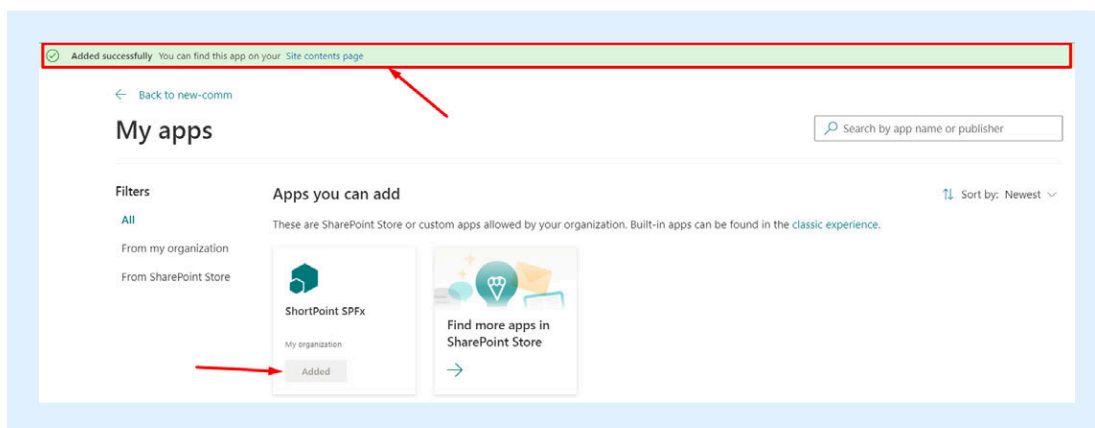 Added successfully You can find this app on your Site contents page
Back to new-comm
My apps
Search by app name or publisher
Filters
All
From my organization
From SharePoint Store
Apps you can add
Sort by: Newest
These are SharePoint Store or custom apps allowed by your organization. Built-in apps can be found in the classic experience.
ShortPoint SPFx
My organization
Added
Find more apps in
SharePoint Store